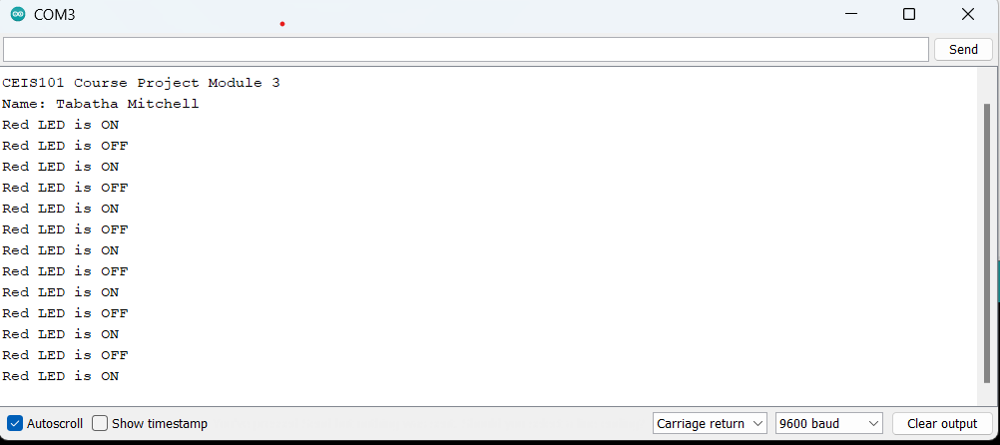 COM3
Send
CEIS101 Course Project Module 3
Name: Tabatha Mitchell
Red LED is ON
Red LED is OFF
Red LED is ON
Red LED is OFF
Red LED is ON
Red LED is OFF
Red LED is ON
Red LED is OFF
Red LED is ON
Red LED is OFF
Red LED is ON
Red LED is OFF
Red LED is ON
Autoscroll Show timestamp Carriage return 9600 baud Clear output